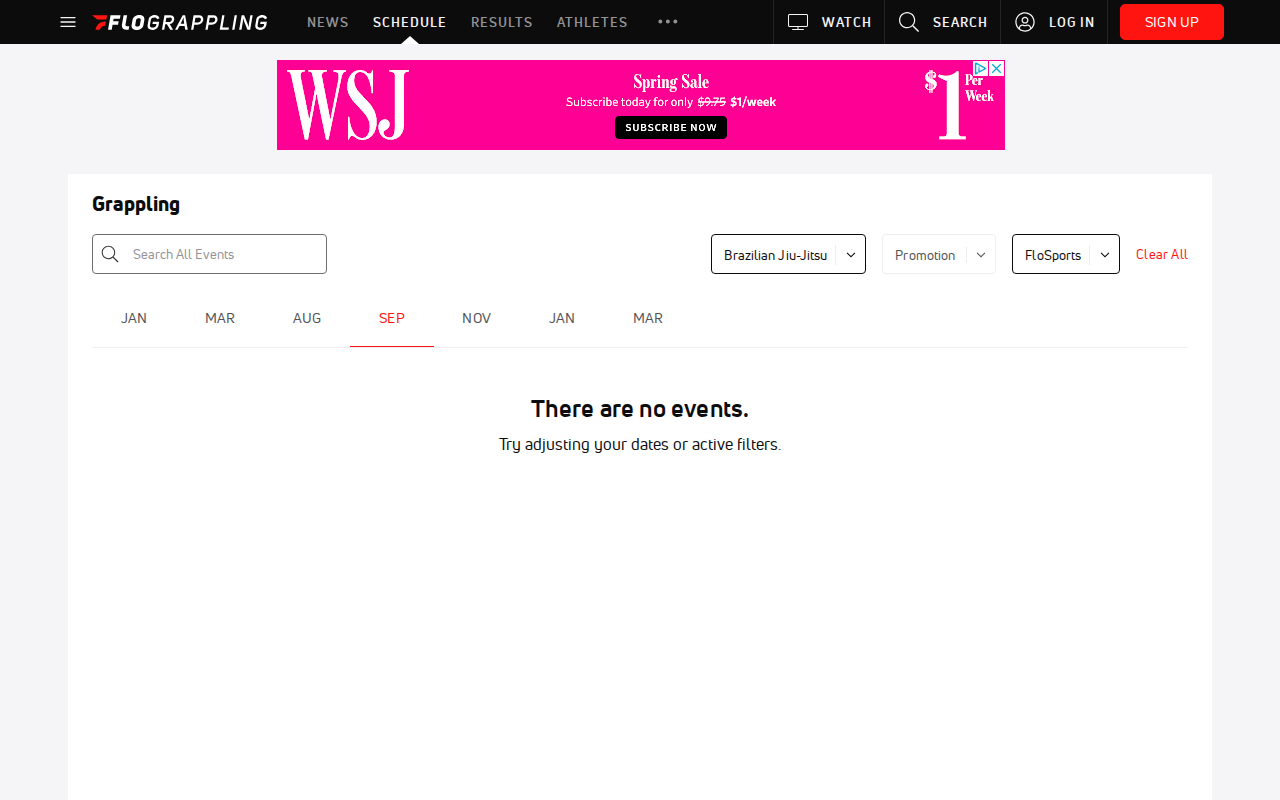 FLOGRAPPLING
NEWS
SCHEDULE
RESULTS
ATHLETES
WATCH
SEARCH
LOG IN
SIGN UP
WSJ
Spring Sale
Subscribe today for only $9.75 $1/week
SUBSCRIBE NOW
$1 Per Week
Grappling
Search All Events
Brazilian Jiu-Jitsu
Promotion
FloSports
Clear All
JAN
MAR
AUG
SEP
NOV
JAN
MAR
There are no events.
Try adjusting your dates or active filters.